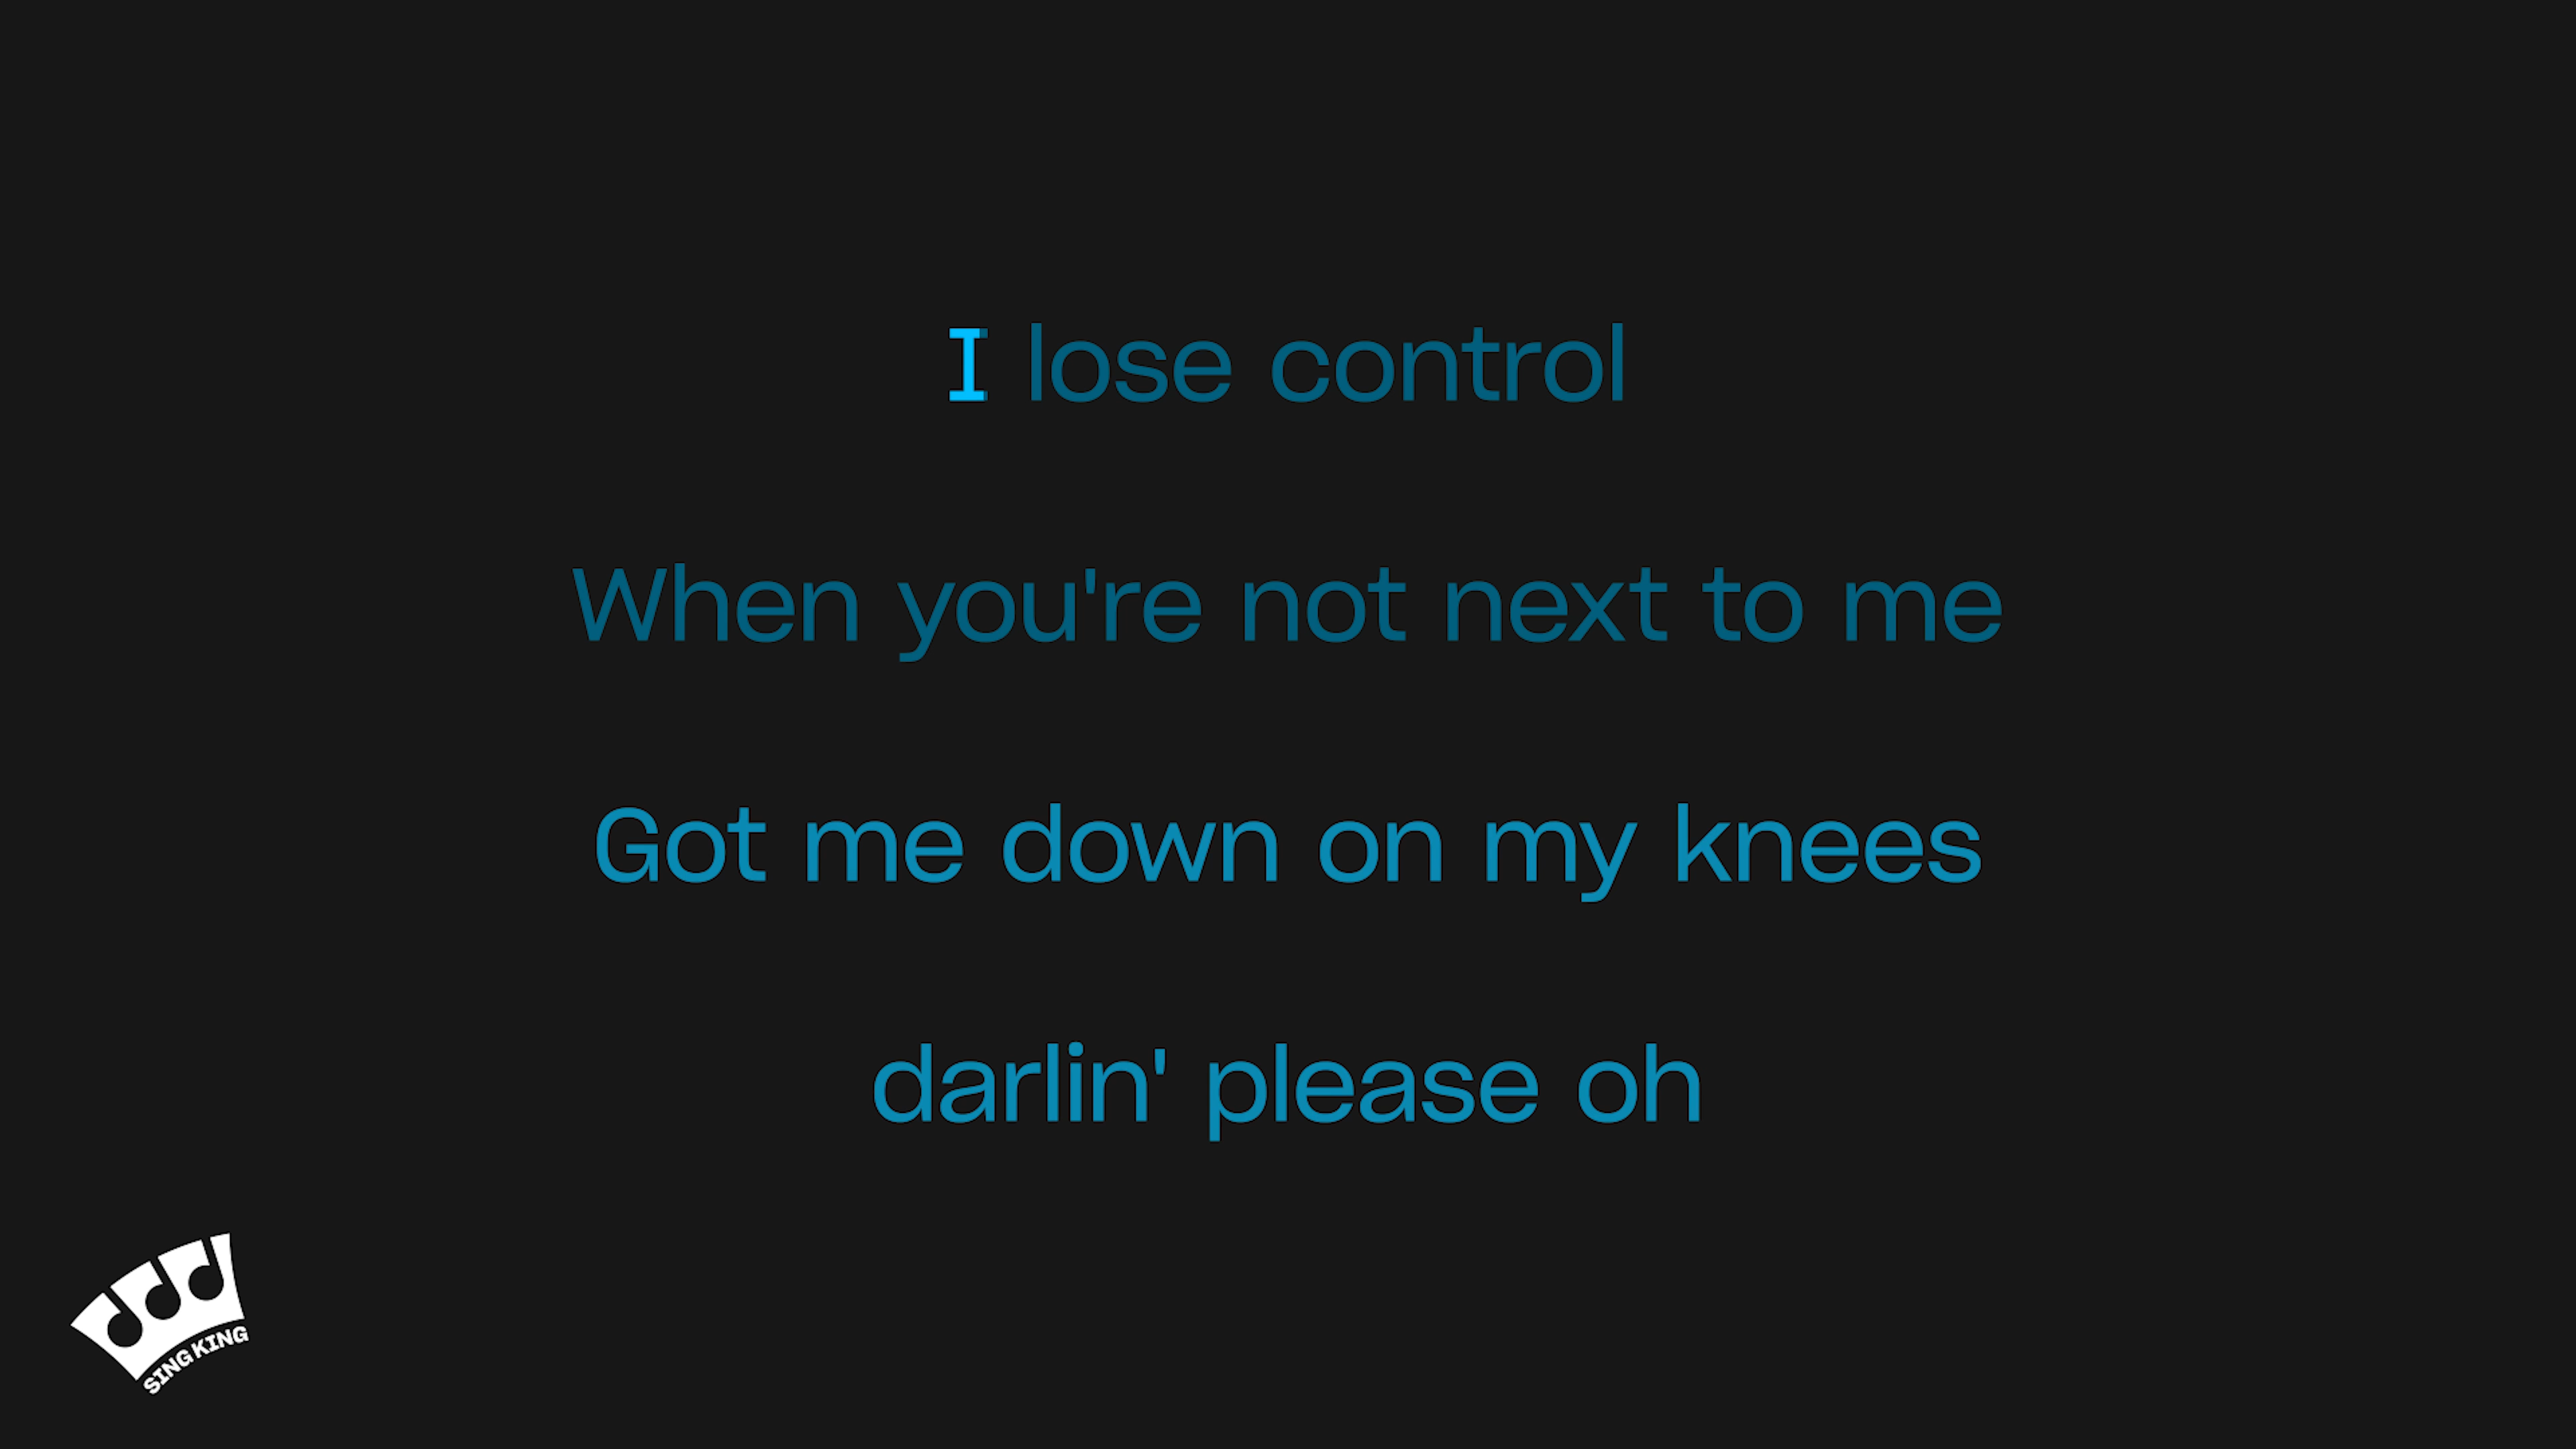 I lose control
When you're not next to me
Got me down on my knees
darlin' please oh
SING KING